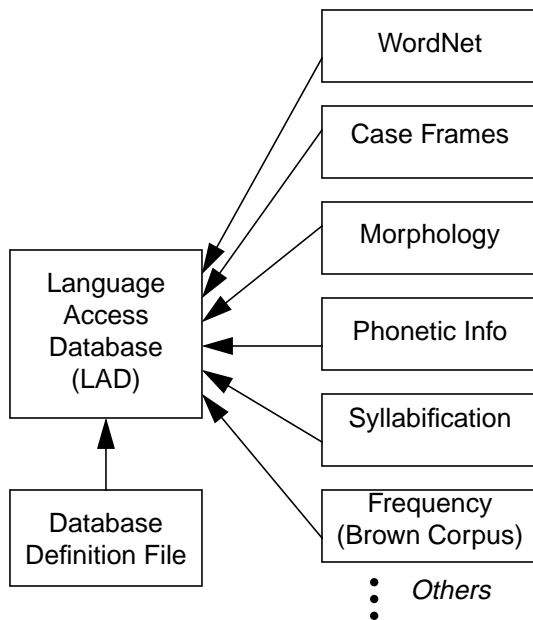 WordNet
Case Frames
Morphology
Language
Access
Database
(LAD)
Phonetic Info
Syllabification
Database
Definition File
Frequency
(Brown Corpus)
Others